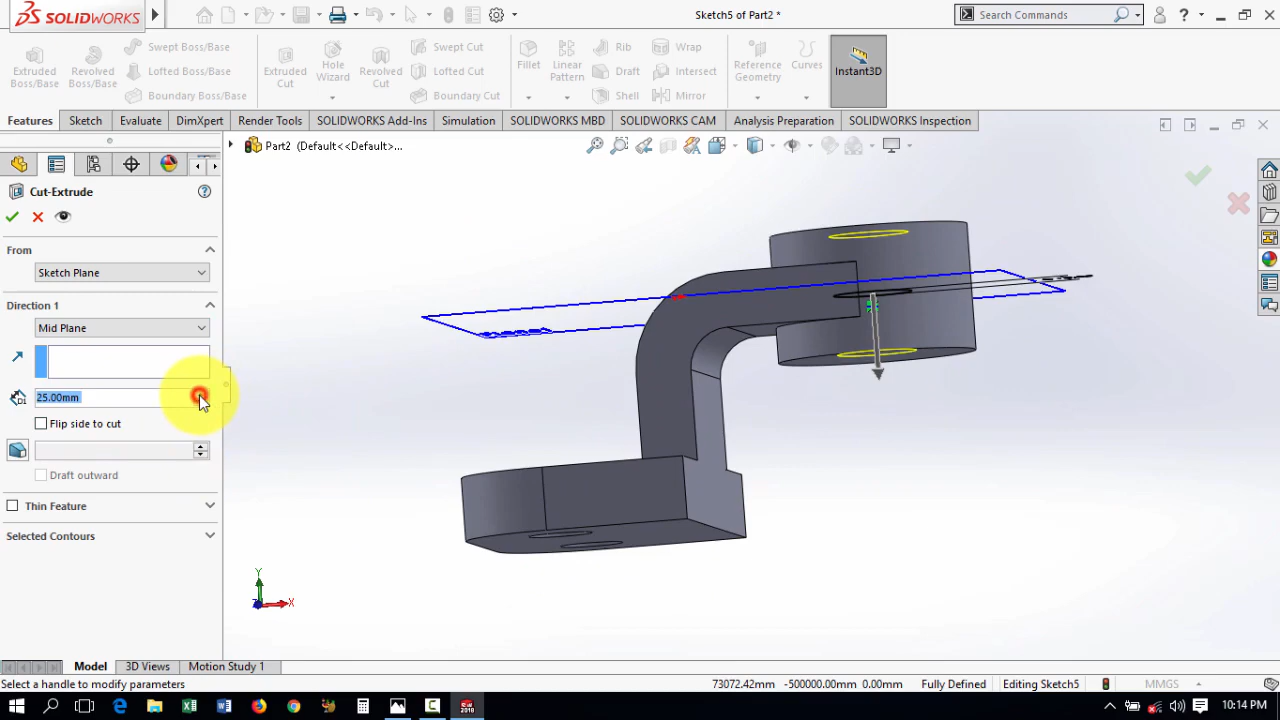 SOLIDWORKS
Sketch5 of Part2 *
Search Commands
?
Extruded Boss/Base
Revolved Boss/Base
Swept Boss/Base
Lofted Boss/Base
Boundary Boss/Base
Extruded Cut
Hole Wizard
Revolved Cut
Swept Cut
Lofted Cut
Boundary Cut
Fillet
Linear Pattern
Rib
Draft
Shell
Wrap
Intersect
Mirror
Reference Geometry
Curves
Instant3D
Features
Sketch
Evaluate
DimXpert
Render Tools
SOLIDWORKS Add-Ins
Simulation
SOLIDWORKS MBD
SOLIDWORKS CAM
Analysis Preparation
SOLIDWORKS Inspection
Part2 (Default<<Default>...
Cut-Extrude
?
From
Sketch Plane
Direction 1
Mid Plane
D1
25.00mm
Flip side to cut
Draft outward
Thin Feature
Selected Contours
Y
X
Model
3D Views
Motion Study 1
Select a handle to modify parameters
73072.42mm
-500000.00mm
0.00mm
Fully Defined
Editing Sketch5
MMGS
10:14 PM